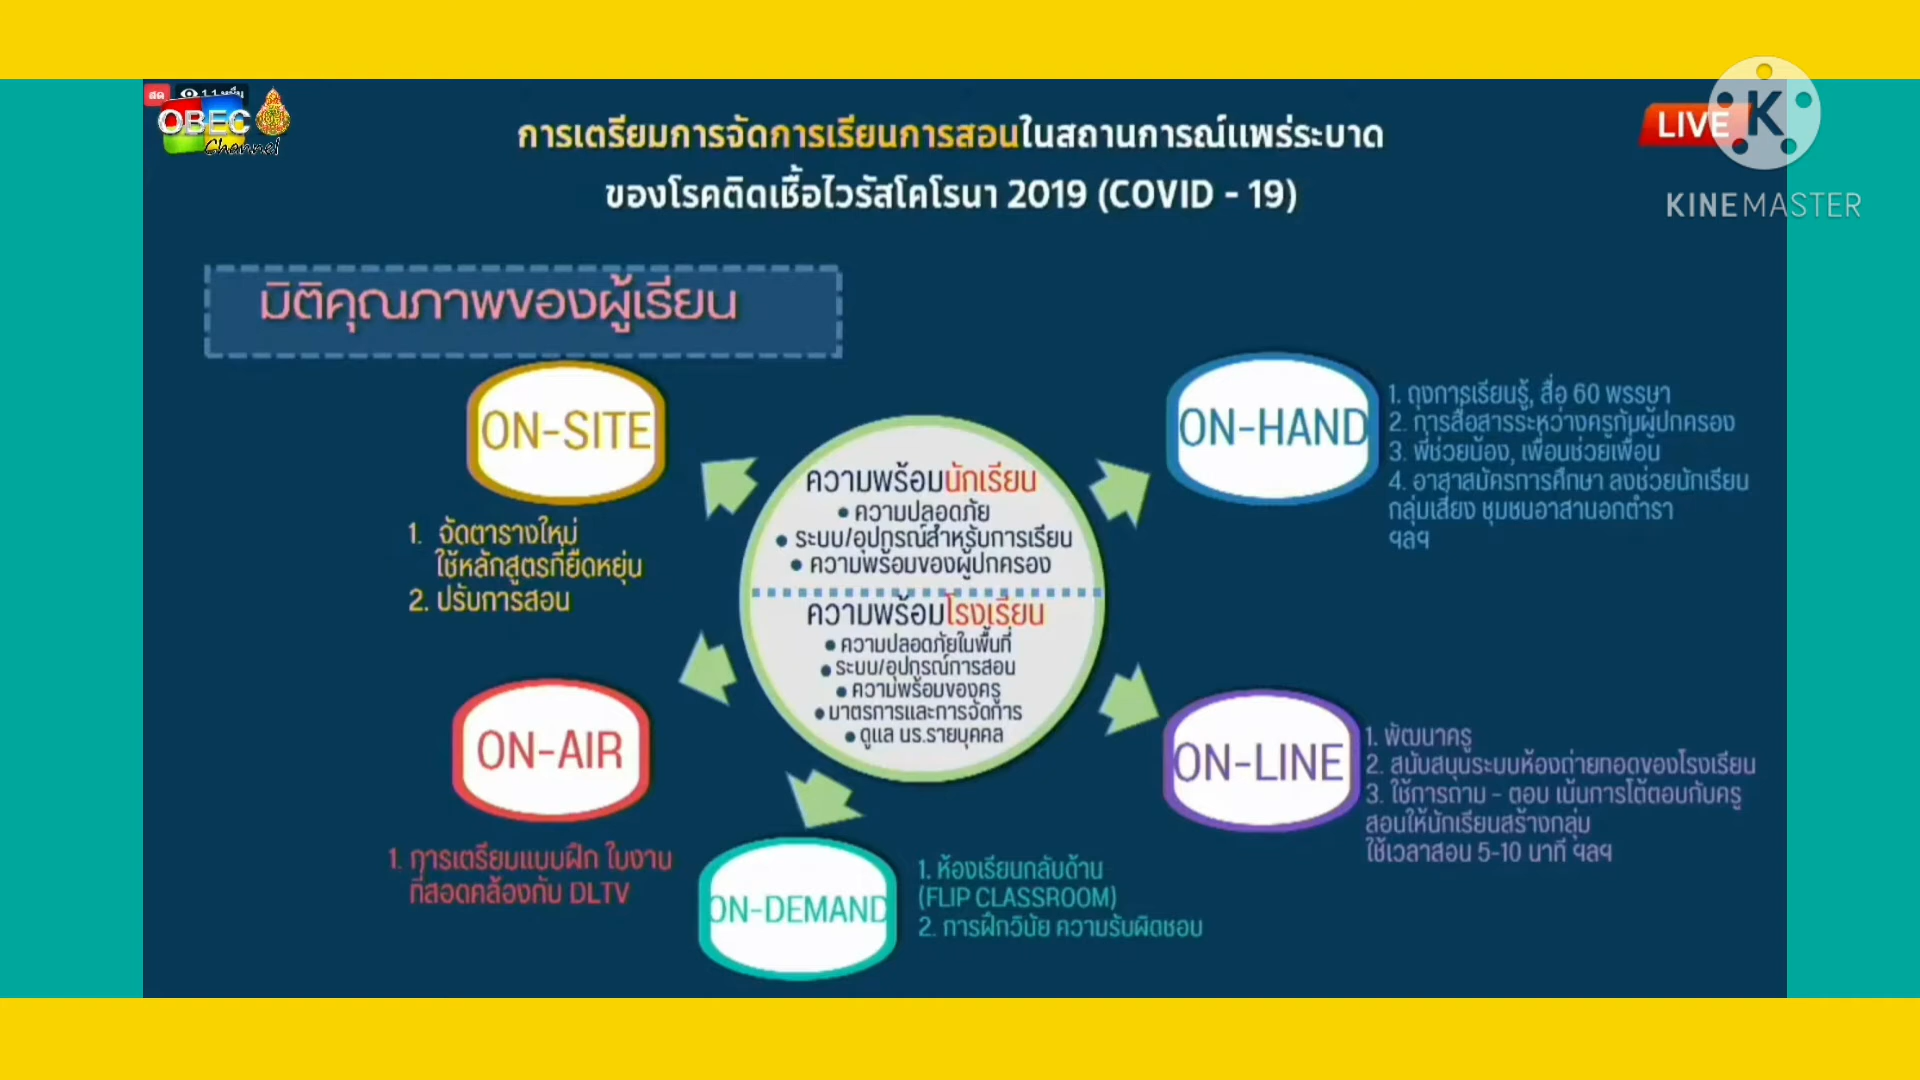 สด
OBEC
Channel
LIVE
K
KINEMASTER
การเตรียมการจัดการเรียนการสอนในสถานการณ์แพร่ระบาด
ของโรคติดเชื้อไวรัสโคโรนา 2019 (COVID - 19)
มิติคุณภาพของผู้เรียน
ON-SITE
1. จัดตารางใหม่
ใช้หลักสูตรที่ยืดหยุ่น
2. ปรับการสอน
ON-HAND
1. ถุงการเรียนรู้, สื่อ 60 พรรษา
2. การสื่อสารระหว่างครูกับผู้ปกครอง
3. พี่ช่วยน้อง, เพื่อนช่วยเพื่อน
4. อาสาสมัครการศึกษา ลงช่วยนักเรียน
กลุ่มเสี่ยง ชุมชนอาสานอกตำรา
ฯลฯ
ความพร้อมนักเรียน
• ความปลอดภัย
• ระบบ/อุปกรณ์สำหรับการเรียน
• ความพร้อมของผู้ปกครอง
ความพร้อมโรงเรียน
• ความปลอดภัยในพื้นที่
• ระบบ/อุปกรณ์การสอน
• ความพร้อมของครู
• มาตรการและการจัดการ
• ดูแล นร.รายบุคคล
ON-AIR
1. การเตรียมแบบฝึก ใบงาน
ที่สอดคล้องกับ DLTV
ON-DEMAND
1. ห้องเรียนกลับด้าน
(FLIP CLASSROOM)
2. การฝึกวินัย ความรับผิดชอบ
ON-LINE
1. พัฒนาครู
2. สนับสนุนระบบห้องถ่ายทอดของโรงเรียน
3. ใช้การถาม - ตอบ เน้นการโต้ตอบกับครู
สอนให้นักเรียนสร้างกลุ่ม
ใช้เวลาสอน 5-10 นาที ฯลฯ